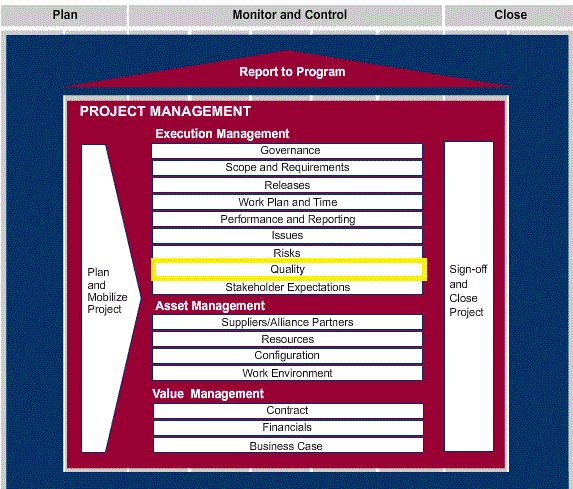 Plan
Monitor and Control
Close
Report to Program
PROJECT MANAGEMENT
Execution Management
Governance
Scope and Requirements
Releases
Work Plan and Time
Performance and Reporting
Issues
Risks
Quality
Stakeholder Expectations
Asset Management
Suppliers/Alliance Partners
Resources
Configuration
Work Environment
Value Management
Contract
Financials
Business Case
Plan
and
Mobilize
Project
Sign-off
and
Close
Project